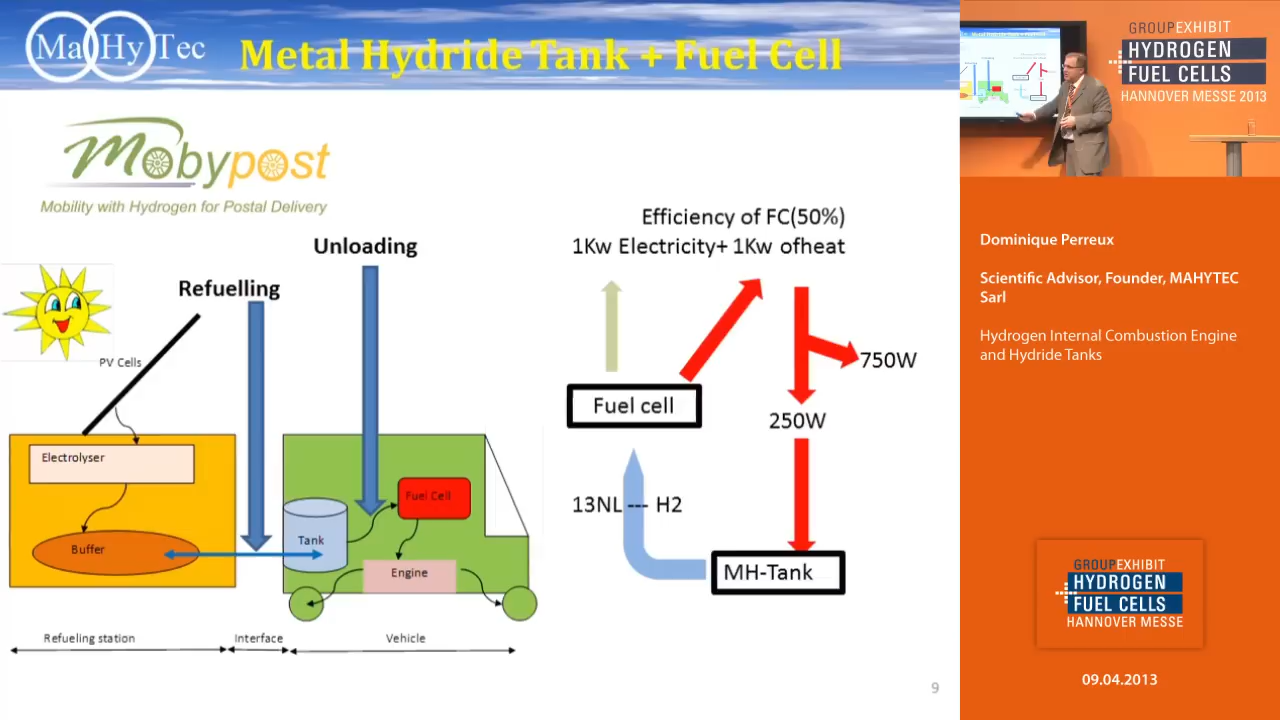 MaHyTec
Metal Hydride Tank + Fuel Cell
Mobypost
Mobility with Hydrogen for Postal Delivery
Unloading
Refuelling
PV Cells
Electrolyser
Buffer
Tank
Fuel Cell
Engine
Refueling station
Interface
Vehicle
Efficiency of FC(50%)
1Kw Electricity+ 1Kw ofheat
750W
Fuel cell
250W
13NL --- H2
MH-Tank
9
GROUPEXHIBIT
HYDROGEN
FUEL CELLS
HANNOVER MESSE 2013
Dominique Perreux
Scientific Advisor, Founder, MAHYTEC
Sarl
Hydrogen Internal Combustion Engine
and Hydride Tanks
GROUPEXHIBIT
HYDROGEN
FUEL CELLS
HANNOVER MESSE
09.04.2013